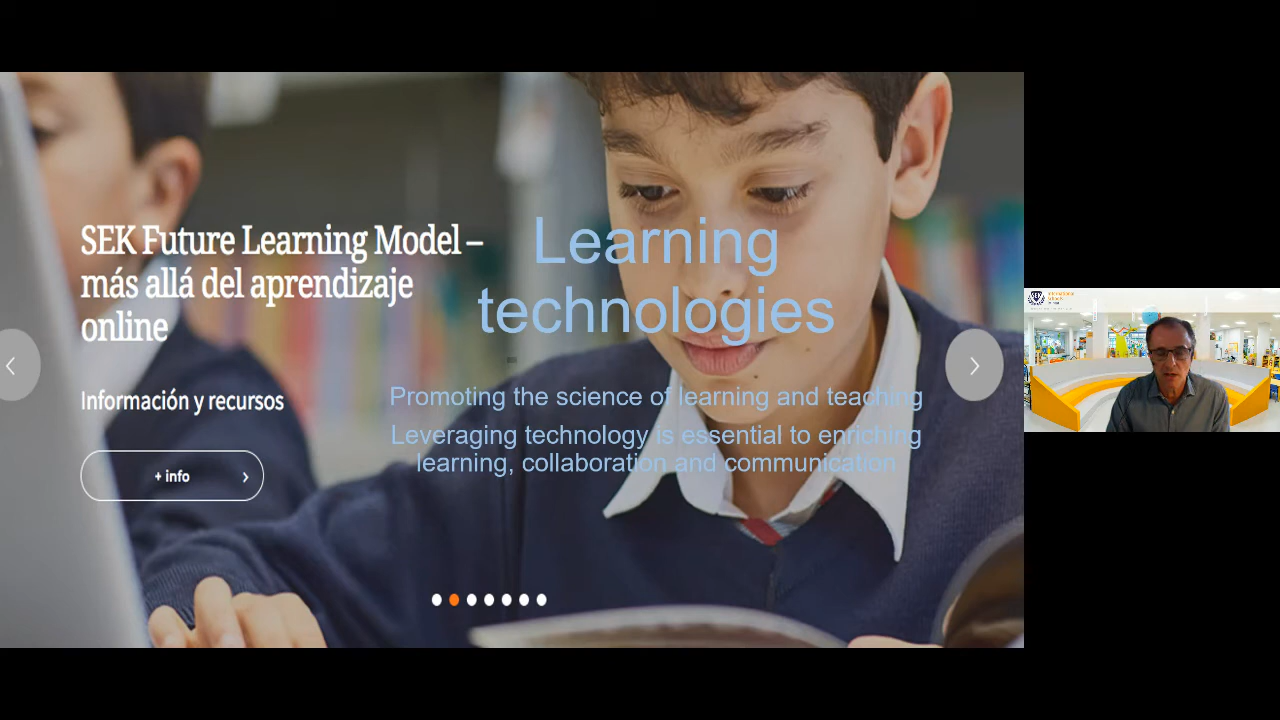 SEK Future Learning Model –
más allá del aprendizaje
online
Información y recursos
+ info
Learning
technologies
Promoting the science of learning and teaching
Leveraging technology is essential to enriching
learning, collaboration and communication